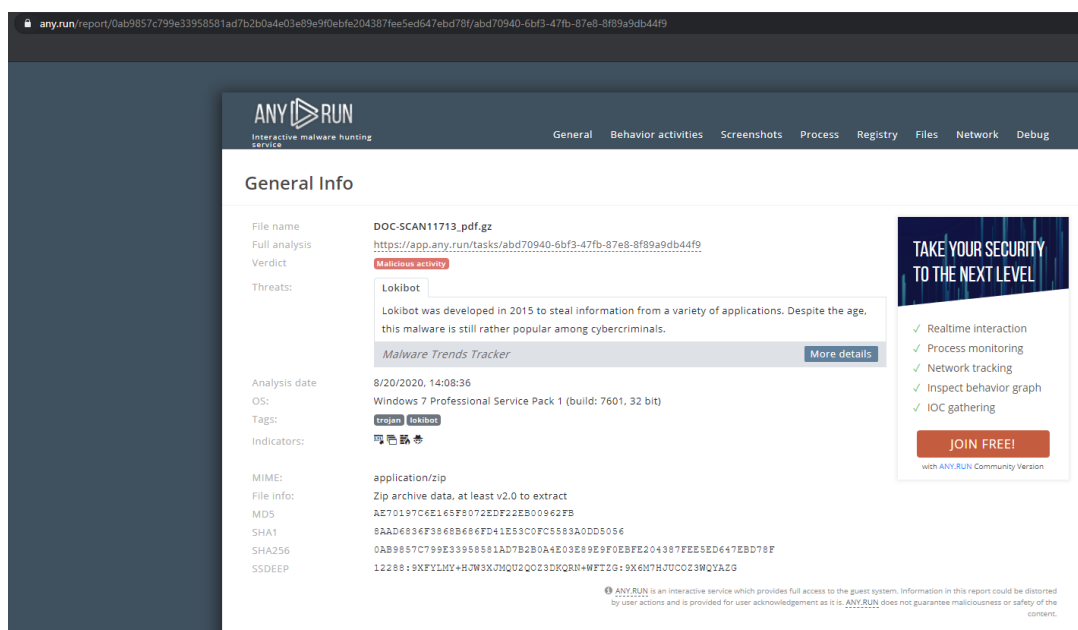 any.run/report/0ab9857c799e33958581ad7b2b0a4e03e89e9f0ebfe204387fee5ed647ebd78f/abd70940-6bf3-47fb-87e8-8f89a9db44f9
ANY RUN
Interactive malware hunting
service
General Behavior activities Screenshots Process Registry Files Network Debug
General Info
File name DOC-SCAN11713_pdf.gz
Full analysis https://app.any.run/tasks/abd70940-6bf3-47fb-87e8-8f89a9db44f9
Verdict Malicious activity
Threats: Lokibot
Lokibot was developed in 2015 to steal information from a variety of applications. Despite the age,
this malware is still rather popular among cybercriminals.
Malware Trends Tracker More details
Analysis date 8/20/2020, 14:08:36
OS: Windows 7 Professional Service Pack 1 (build: 7601, 32 bit)
Tags: trojan lokibot
Indicators:
MIME: application/zip
File info: Zip archive data, at least v2.0 to extract
MD5 AE70197C6E165F8072EDF22EB00962FB
SHA1 8AAD6836F3868B686FD41E53C0FC5583A0DD5056
SHA256 0AB9857C799E33958581AD7B2B0A4E03E89E9F0EBFE204387FEE5ED647EBD78F
SSDEEP 12288:9XFYLMY+HJW3XJMQU2QOZ3DKQRN+WFTZG:9X6M7HJUCOZ3WQYAZG
TAKE YOUR SECURITY
TO THE NEXT LEVEL
✓ Realtime interaction
✓ Process monitoring
✓ Network tracking
✓ Inspect behavior graph
✓ IOC gathering
JOIN FREE!
with ANY.RUN Community Version
ANY.RUN is an interactive service which provides full access to the guest system. Information in this report could be distorted
by user actions and is provided for user acknowledgement as it is. ANY.RUN does not guarantee maliciousness or safety of the
content.